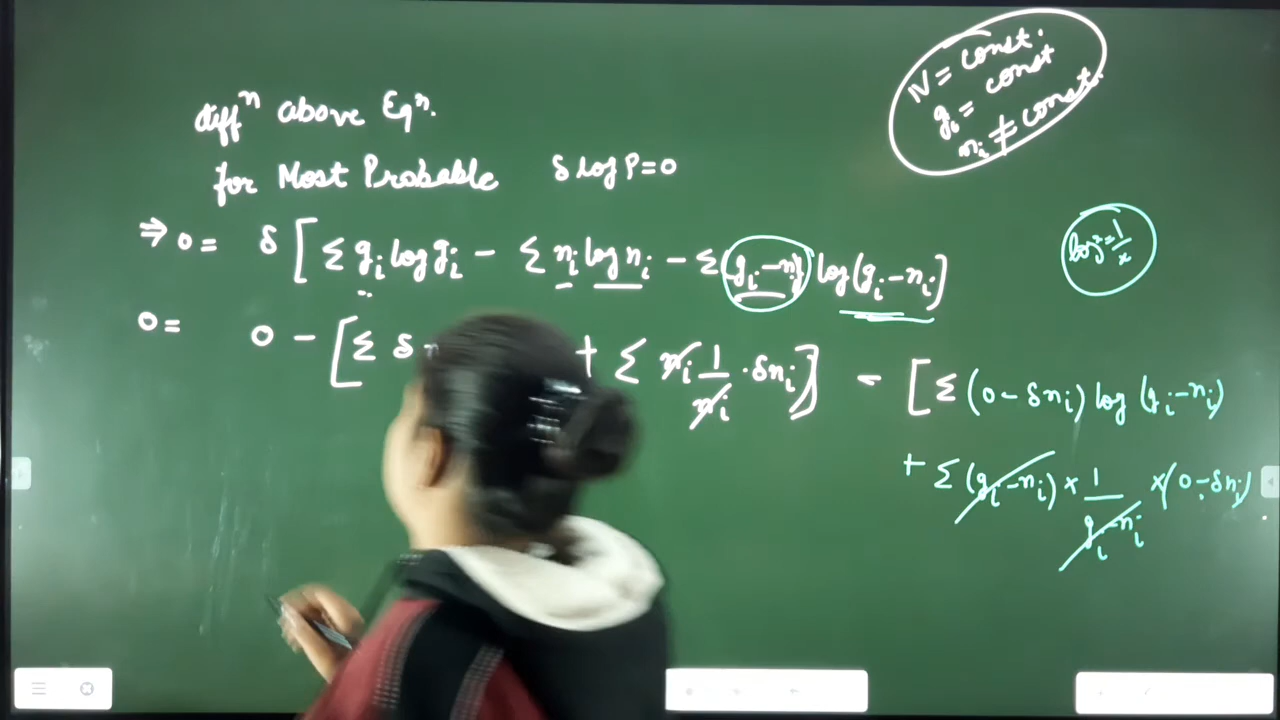 N = const.
gᵢ = const
nᵢ ≠ const.
diffⁿ above Eqⁿ.
for Most Probable δ log P = 0
⇒ 0 = δ [ Σ gᵢ log gᵢ - Σ nᵢ log nᵢ - Σ (gᵢ - nᵢ) log (gᵢ - nᵢ) ]
log x = 1/x
0 = 0 - [ Σ δ n + Σ nᵢ 1/nᵢ · δnᵢ ] - [ Σ (0 - δnᵢ) log (gᵢ - nᵢ)
+ Σ (gᵢ - nᵢ) × 1/(gᵢ - nᵢ) × (0 - δnᵢ)